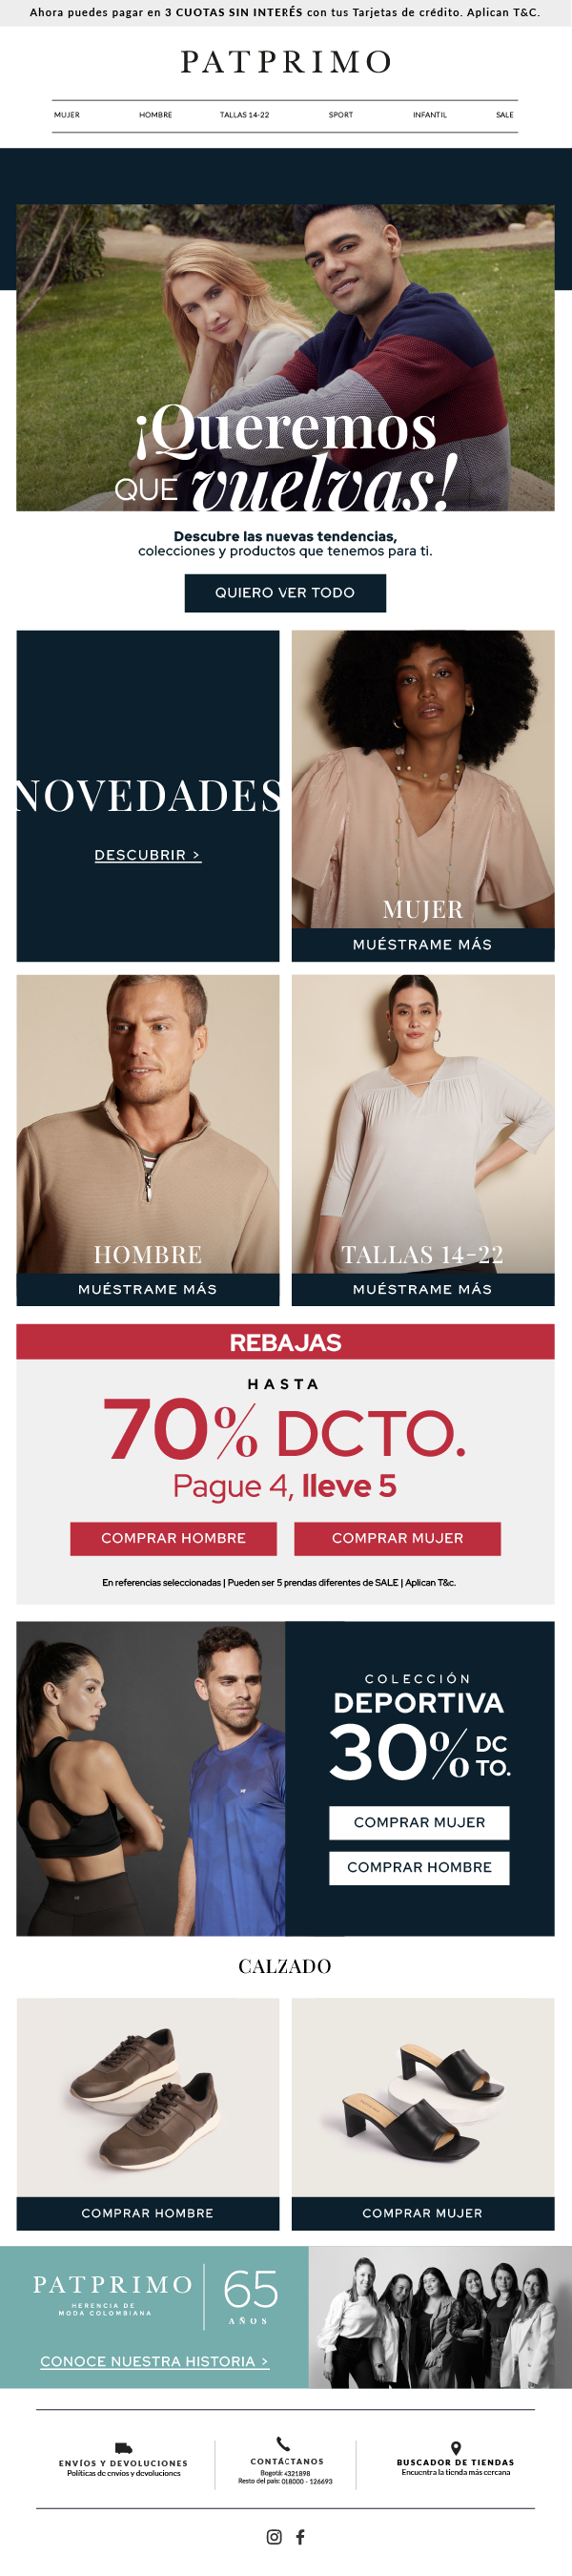 Ahora puedes pagar en 3 CUOTAS SIN INTERÉS con tus Tarjetas de crédito. Aplican T&C.
PATPRIMO
MUJER HOMBRE TALLAS 14-22 SPORT INFANTIL SALE
¡Queremos
QUE vuelvas!
Descubre las nuevas tendencias,
colecciones y productos que tenemos para ti.
QUIERO VER TODO
NOVEDADES
DESCUBRIR >
MUJER
MUÉSTRAME MÁS
HOMBRE
MUÉSTRAME MÁS
TALLAS 14-22
MUÉSTRAME MÁS
REBAJAS
HASTA
70% DCTO.
Pague 4, lleve 5
COMPRAR HOMBRE
COMPRAR MUJER
En referencias seleccionadas | Pueden ser 5 prendas diferentes de SALE | Aplican T&c.
COLECCIÓN
DEPORTIVA
30% DC
TO.
COMPRAR MUJER
COMPRAR HOMBRE
CALZADO
COMPRAR HOMBRE
COMPRAR MUJER
PATPRIMO
HERENCIA DE
MODA COLOMBIANA
65
AÑOS
CONOCE NUESTRA HISTORIA >
ENVÍOS Y DEVOLUCIONES
Políticas de envíos y devoluciones
CONTÁCTANOS
Bogotá: 4321898
Resto del país: 018000 - 126693
BUSCADOR DE TIENDAS
Encuentra la tienda más cercana